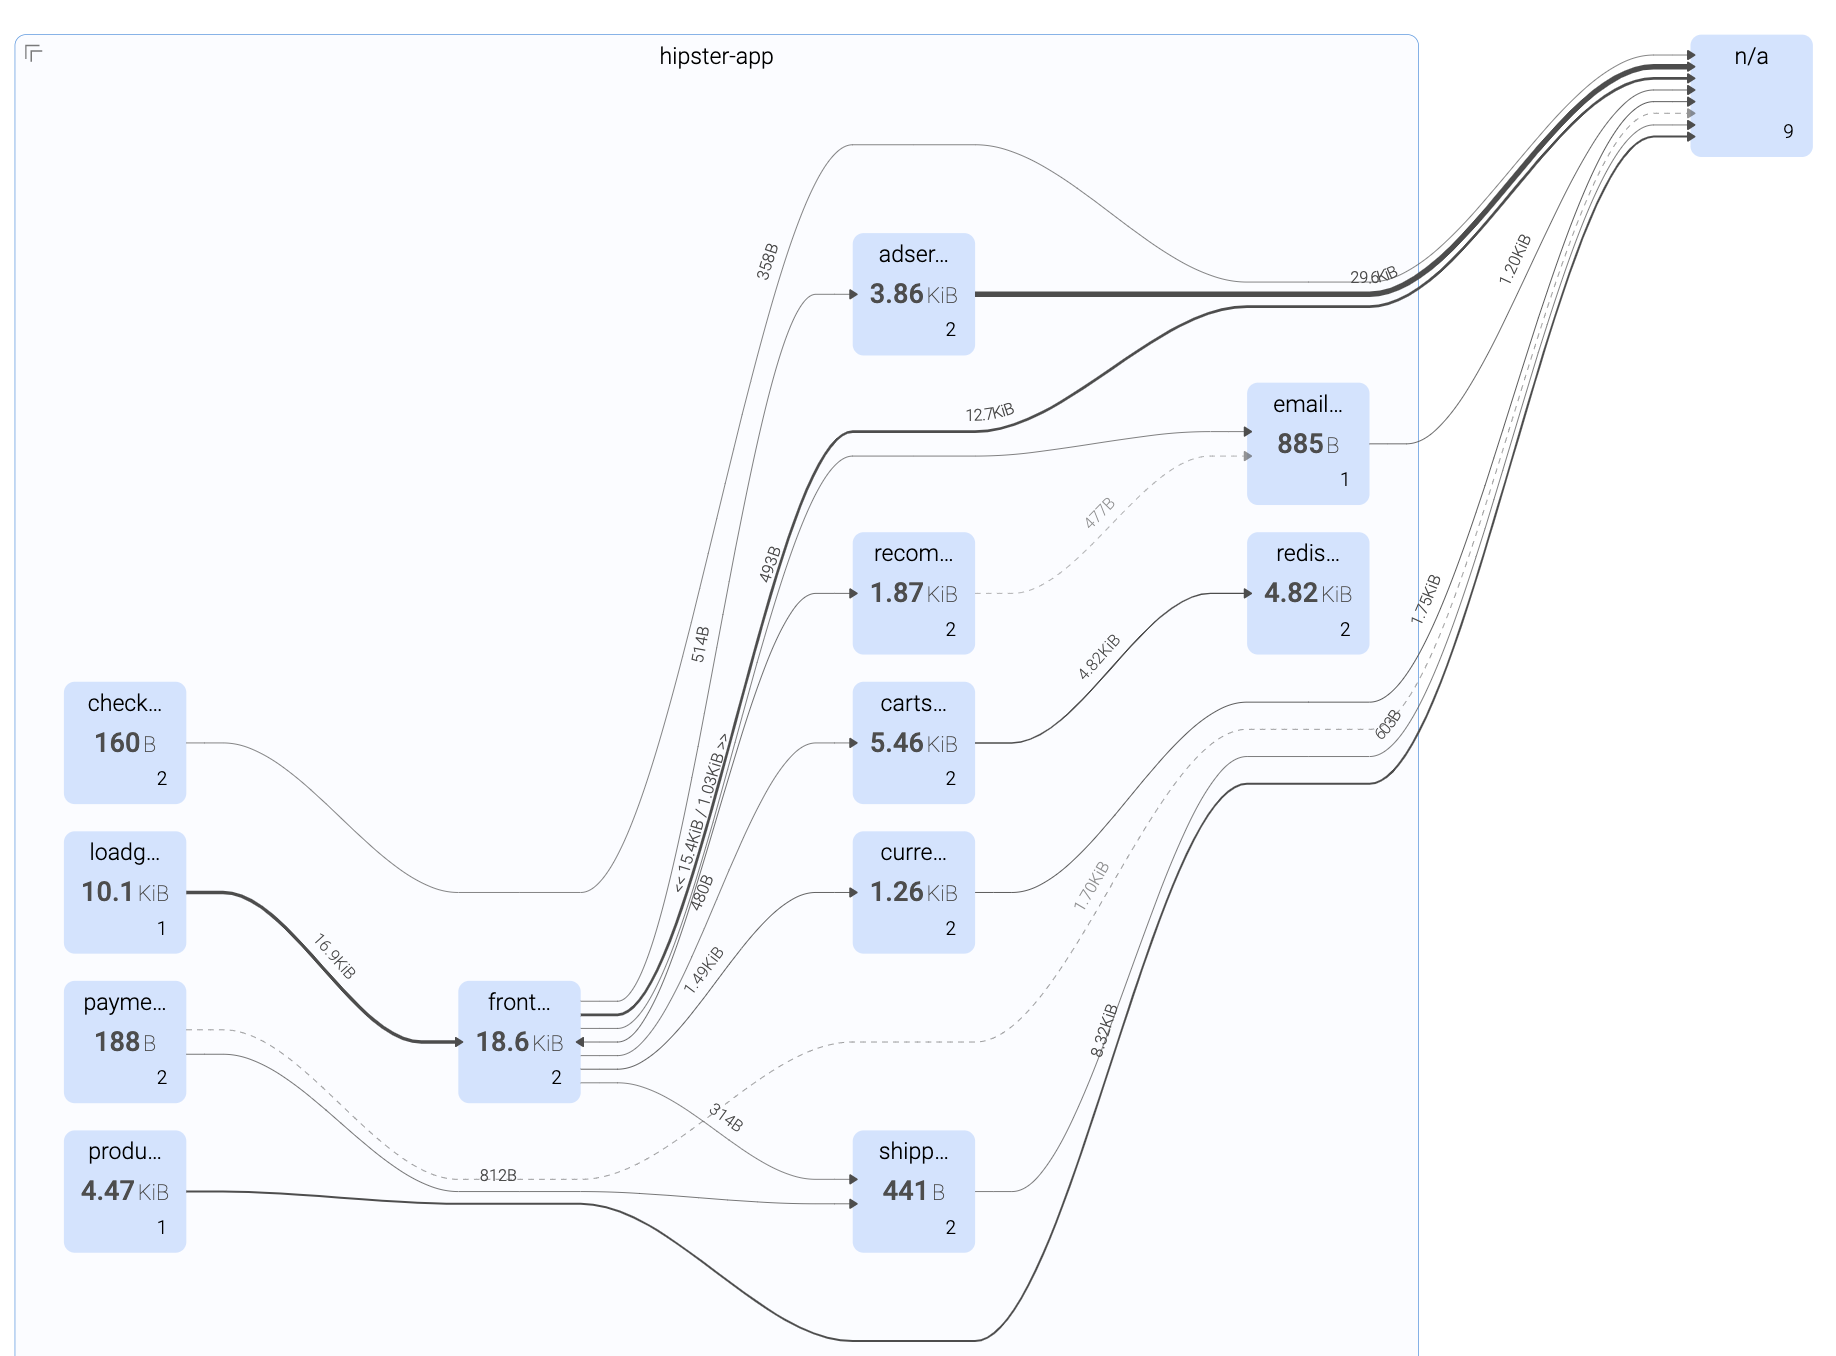 hipster-app
n/a
9
358B
adser...
3.86 KiB
2
29.6KiB
1.20KiB
12.7KiB
email...
885 B
1
477B
493B
recom...
1.87 KiB
2
redis...
4.82 KiB
2
1.75KiB
514B
4.82KiB
check...
160 B
2
carts...
5.46 KiB
2
603B
<< 15.4KiB / 1.03KiB >>
loadg...
10.1 KiB
1
480B
curre...
1.26 KiB
2
1.70KiB
16.9KiB
1.49KiB
payme...
188 B
2
front...
18.6 KiB
2
8.32KiB
314B
produ...
4.47 KiB
1
812B
shipp...
441 B
2